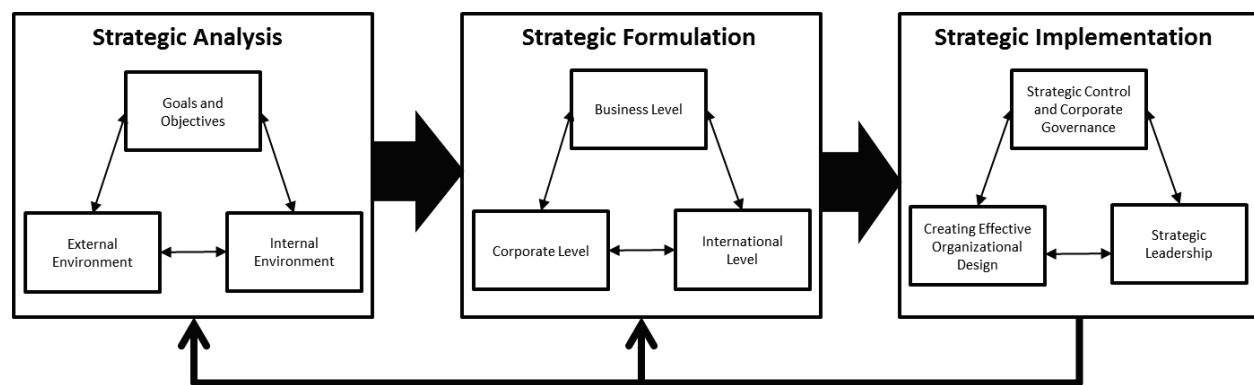 Strategic Analysis
Goals and
Objectives
External
Environment
Internal
Environment
Strategic Formulation
Business Level
Corporate Level
International
Level
Strategic Implementation
Strategic Control
and Corporate
Governance
Creating Effective
Organizational
Design
Strategic
Leadership